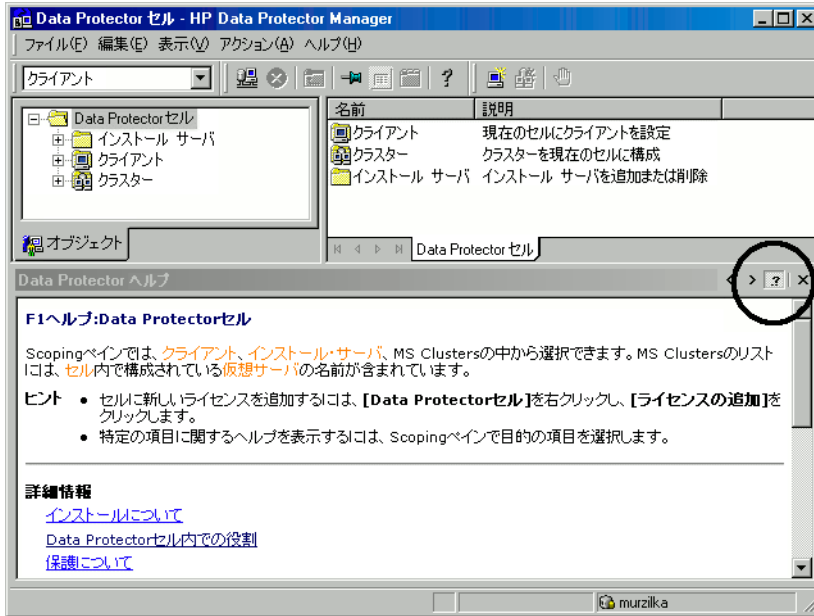 Data Protector セル - HP Data Protector Manager
ファイル(F) 編集(E) 表示(V) アクション(A) ヘルプ(H)
クライアント
Data Protectorセル
インストール サーバ
クライアント
クラスター
オブジェクト
名前 説明
クライアント 現在のセルにクライアントを設定
クラスター クラスターを現在のセルに構成
インストール サーバ インストール サーバを追加または削除
Data Protector セル
Data Protector ヘルプ
F1ヘルプ:Data Protectorセル
Scopingペインでは、クライアント、インストール・サーバ、MS Clustersの中から選択できます。MS Clustersのリスト
には、セル内で構成されている仮想サーバの名前が含まれています。
ヒント • セルに新しいライセンスを追加するには、[Data Protectorセル]を右クリックし、[ライセンスの追加]を
クリックします。
• 特定の項目に関するヘルプを表示するには、Scopingペインで目的の項目を選択します。
詳細情報
インストールについて
Data Protectorセル内での役割
保護について
murzilka